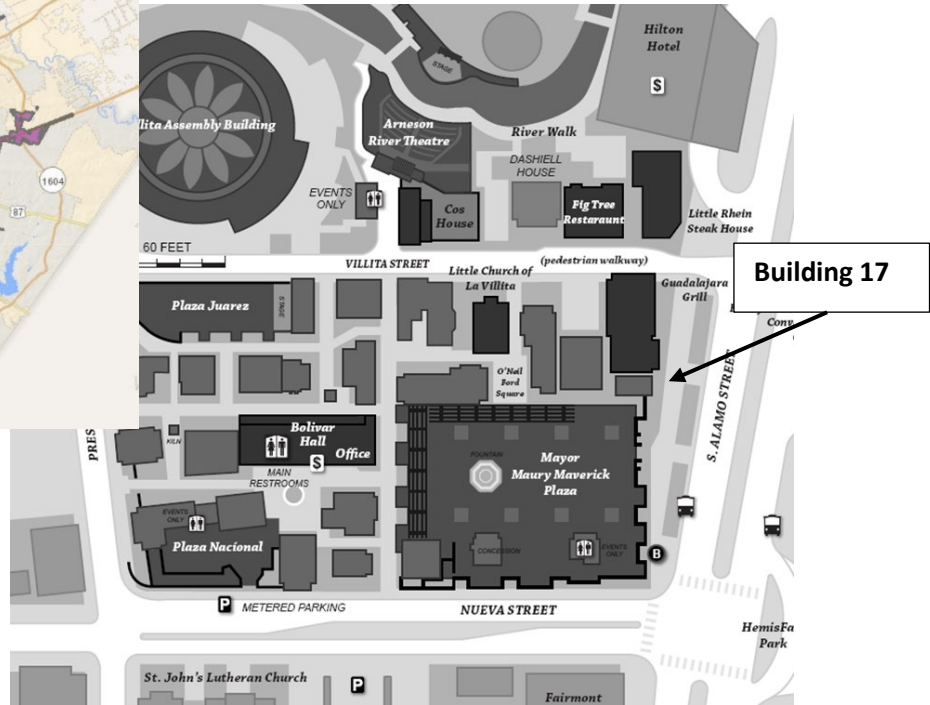 Hilton
Hotel
S
STAGE
Villita Assembly Building
Arneson
River Theatre
River Walk
DASHIELL
HOUSE
EVENTS
ONLY
Cos
House
Fig Tree
Restaraunt
Little Rhein
Steak House
1604
87
60 FEET
VILLITA STREET
(pedestrian walkway)
Little Church of
La Villita
Guadalajara
Grill
Building 17
Conv
Plaza Juarez
STAGE
O'Neil
Ford
Square
S. ALAMO STREET
PRES
KILN
Bolivar
Hall
Office
S
MAIN
RESTROOMS
FOUNTAIN
Mayor
Maury Maverick
Plaza
EVENTS
ONLY
Plaza Nacional
CONCESSION
EVENTS
ONLY
B
P
METERED PARKING
NUEVA STREET
HemisFa
Park
St. John's Lutheran Church
P
Fairmont